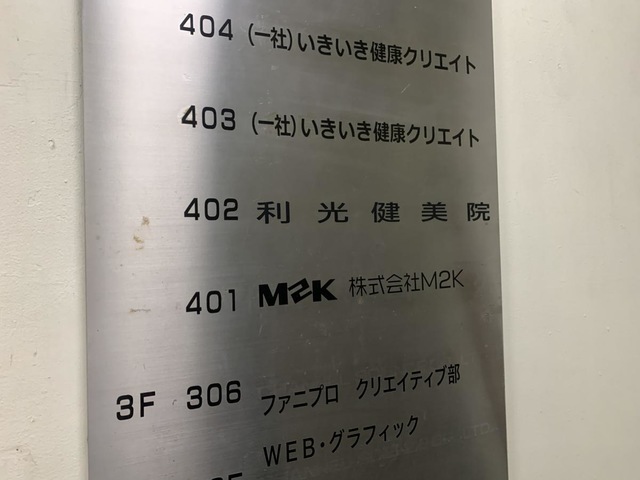 404 (一社)いきいき健康クリエイト
403 (一社)いきいき健康クリエイト
402 利光健美院
401 M2K 株式会社M2K
3F 306 ファニプロ クリエイティブ部
WEB・グラフィック